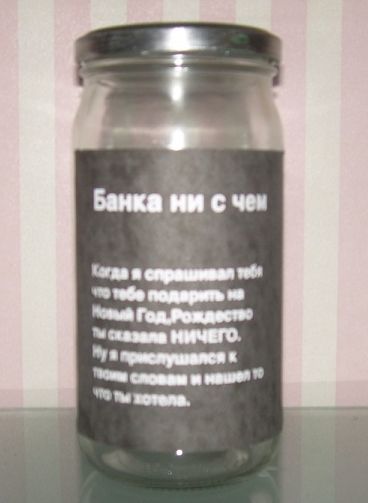 Банка ни с чем
Когда я спрашивал тебя
что тебе подарить на
Новый Год,Рождество
ты сказала НИЧЕГО.
Ну я прислушался к
твоим словам и нашел то
что ты хотела.